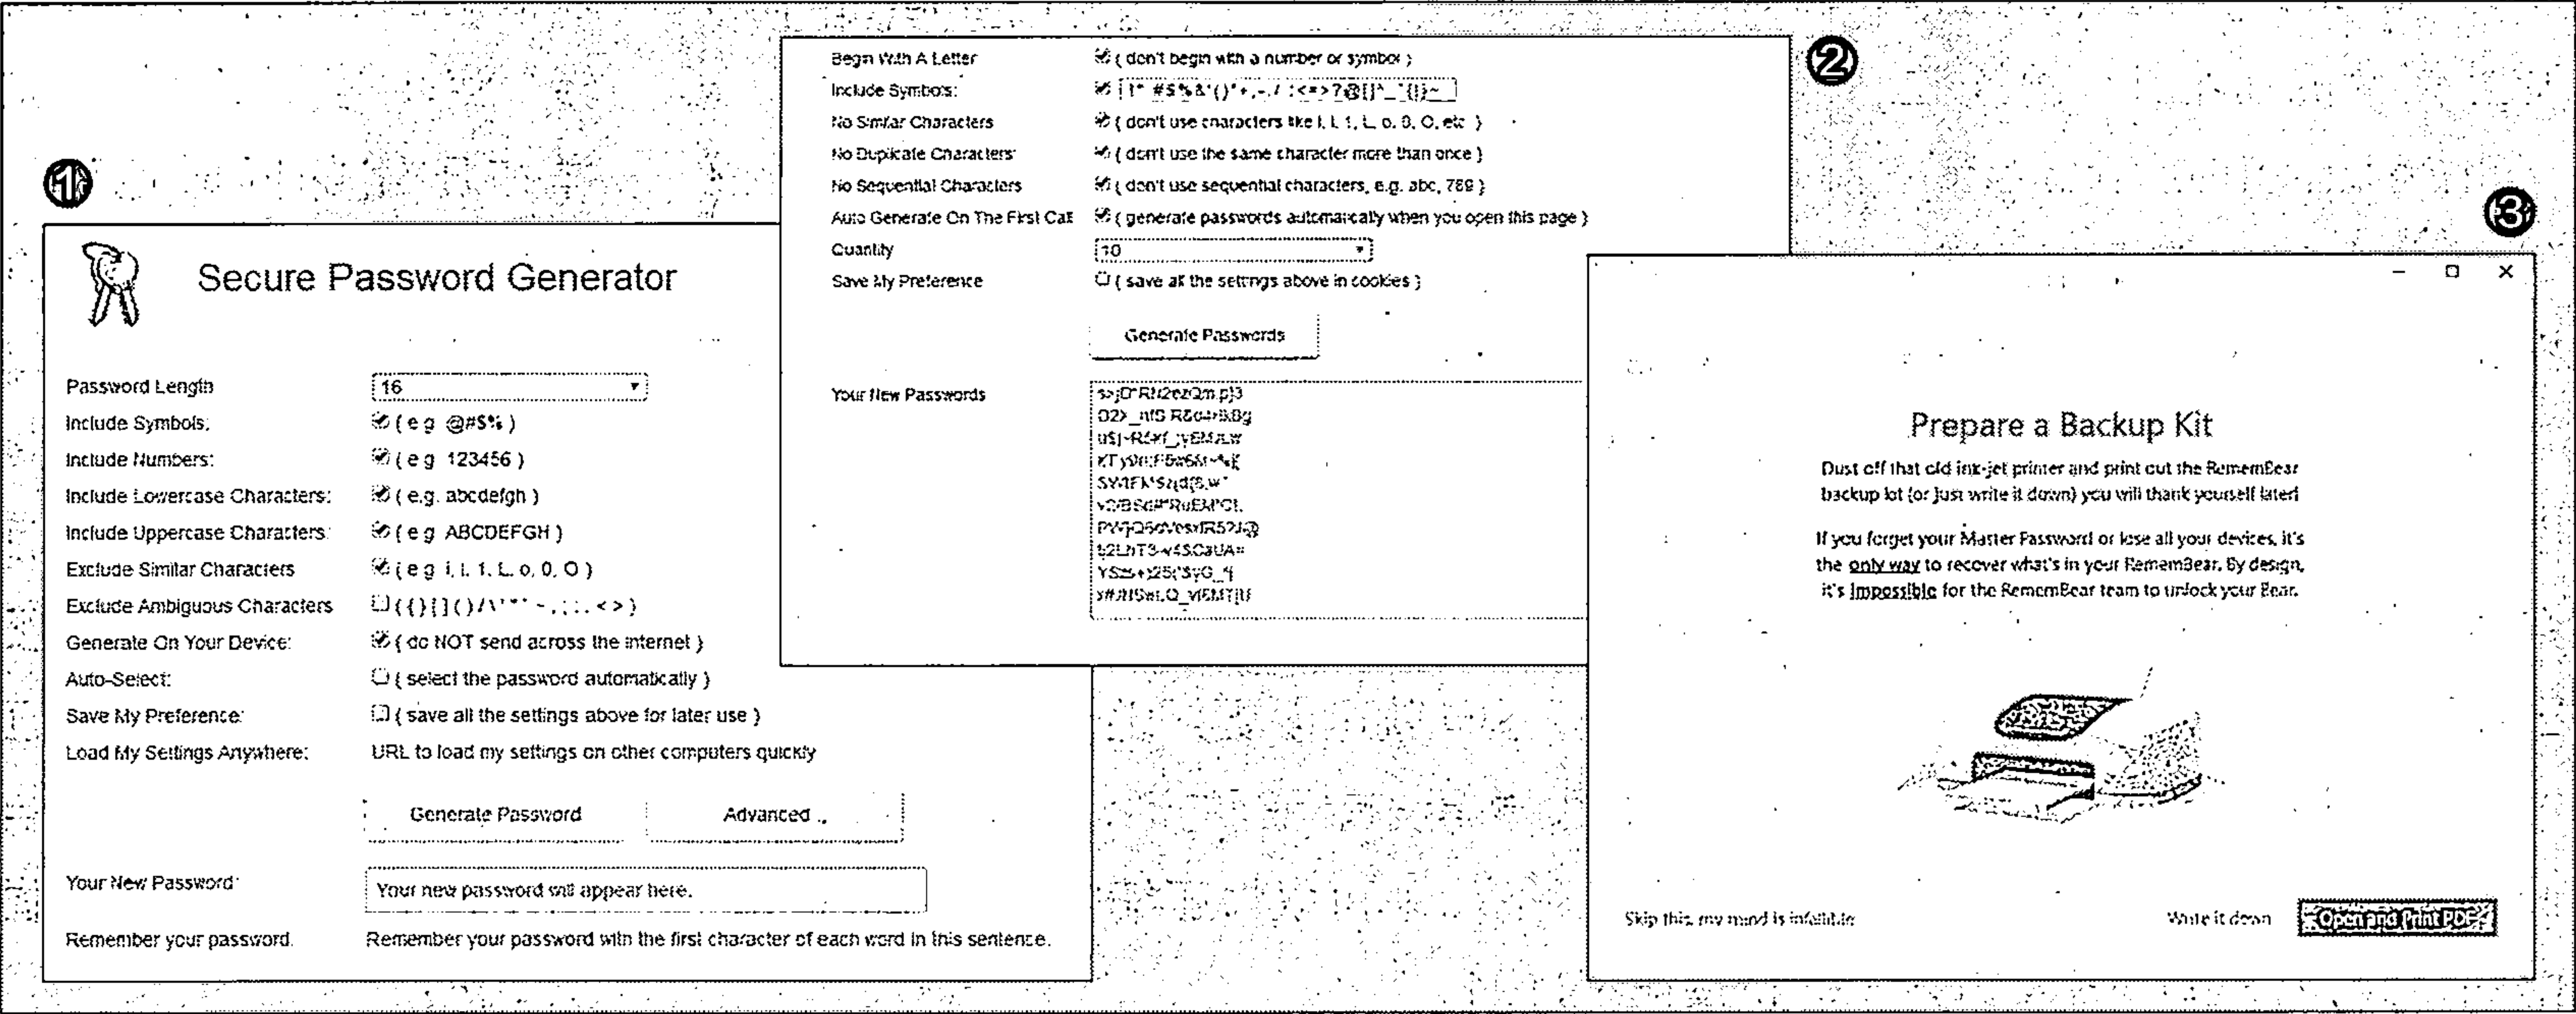 1
Secure Password Generator
Password Length 16
Include Symbols: ( e g @#$% )
Include Numbers: ( e g 123456 )
Include Lowercase Characters: ( e.g. abcdefgh )
Include Uppercase Characters: ( e g ABCDEFGH )
Exclude Similar Characters ( e g i, l, 1, L, o, 0, O )
Exclude Ambiguous Characters
Generate On Your Device: ( do NOT send across the internet )
Auto-Select: ( select the password automatically )
Save My Preference: ( save all the settings above for later use )
Load My Settings Anywhere: URL to load my settings on other computers quickly
Generate Password Advanced
Your New Password: Your new password will appear here.
Remember your password. Remember your password with the first character of each word in this sentence.
2
Begin With A Letter ( don't begin with a number or symbol )
Include Symbols:
No Similar Characters ( don't use characters like i, l, 1, L, o, 0, O, etc )
No Duplicate Characters ( don't use the same character more than once )
No Sequential Characters ( don't use sequential characters, e.g. abc, 789 )
Auto Generate On The First Call ( generate passwords automatically when you open this page )
Quantity 10
Save My Preference ( save all the settings above in cookies )
Generate Passwords
Your New Passwords
3
Prepare a Backup Kit
Dust off that old ink-jet printer and print out the RememBear
backup kit (or just write it down) you will thank yourself later!
If you forget your Master Password or lose all your devices, it's
the only way to recover what's in your RememBear. By design,
it's impossible for the RememBear team to unlock your Bear.
Skip this, my mind is infallible
Write it down
Open and Print PDF